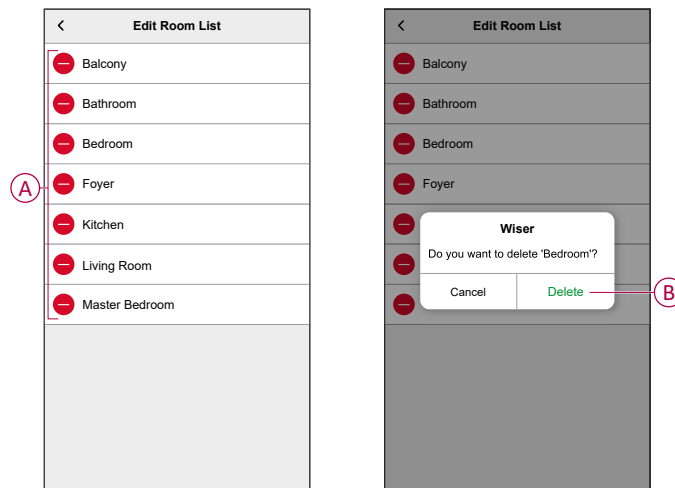 Edit Room List
Balcony
Bathroom
Bedroom
Foyer
Kitchen
Living Room
Master Bedroom
A
Edit Room List
Balcony
Bathroom
Bedroom
Foyer
Wiser
Do you want to delete 'Bedroom'?
Cancel
Delete
B